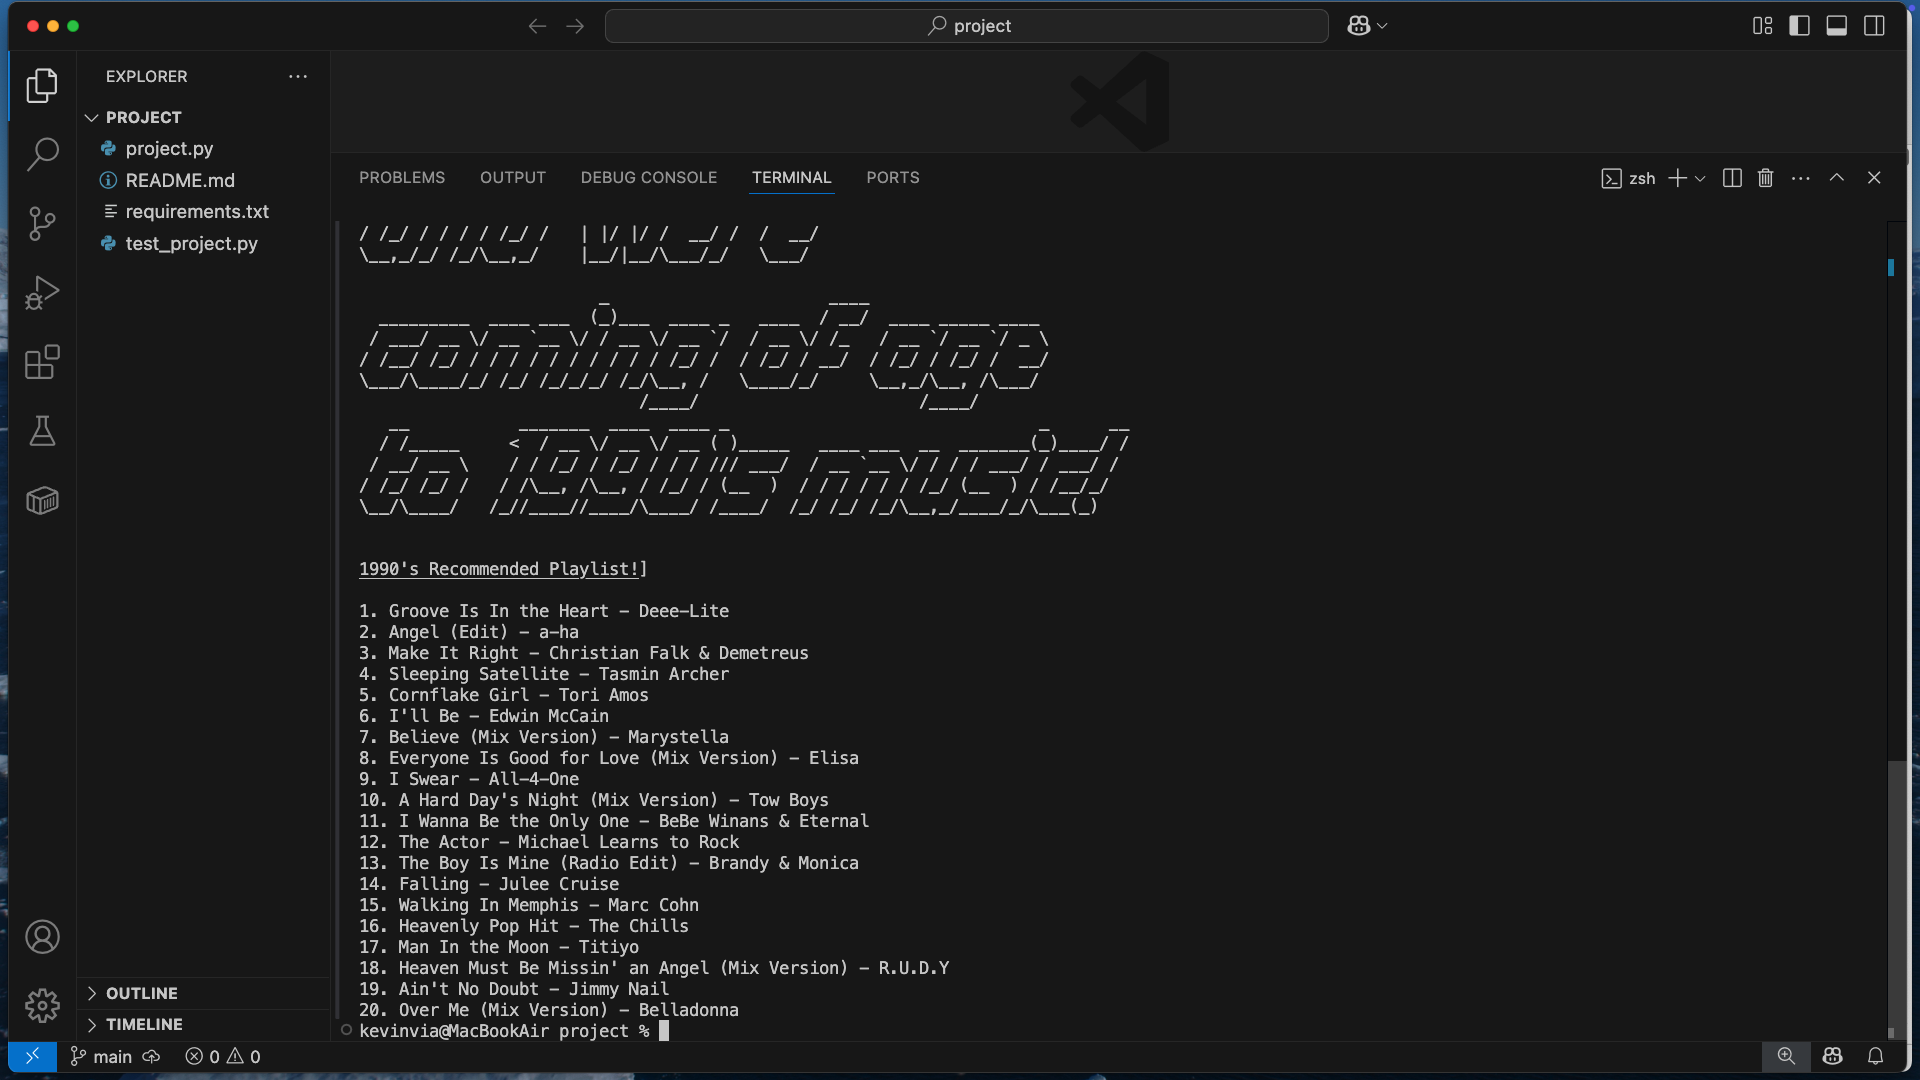 project
EXPLORER
PROJECT
project.py
README.md
requirements.txt
test_project.py
OUTLINE
TIMELINE
PROBLEMS OUTPUT DEBUG CONSOLE TERMINAL PORTS
zsh
and were
coming of age
to 1990's music!
1990's Recommended Playlist!]
1. Groove Is In the Heart – Deee–Lite
2. Angel (Edit) – a–ha
3. Make It Right – Christian Falk & Demetreus
4. Sleeping Satellite – Tasmin Archer
5. Cornflake Girl – Tori Amos
6. I'll Be – Edwin McCain
7. Believe (Mix Version) – Marystella
8. Everyone Is Good for Love (Mix Version) – Elisa
9. I Swear – All–4–One
10. A Hard Day's Night (Mix Version) – Tow Boys
11. I Wanna Be the Only One – BeBe Winans & Eternal
12. The Actor – Michael Learns to Rock
13. The Boy Is Mine (Radio Edit) – Brandy & Monica
14. Falling – Julee Cruise
15. Walking In Memphis – Marc Cohn
16. Heavenly Pop Hit – The Chills
17. Man In the Moon – Titiyo
18. Heaven Must Be Missin' an Angel (Mix Version) – R.U.D.Y
19. Ain't No Doubt – Jimmy Nail
20. Over Me (Mix Version) – Belladonna
kevinvia@MacBookAir project %
main 0 0